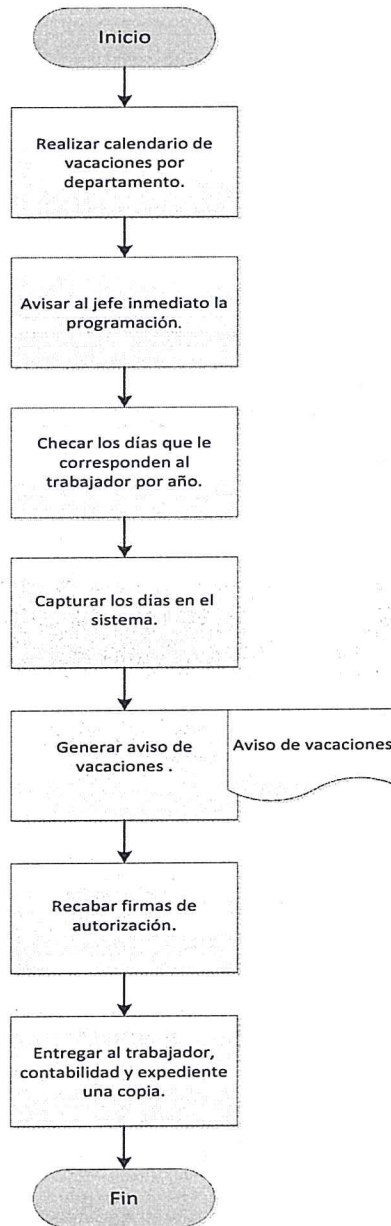 Inicio
Realizar calendario de
vacaciones por
departamento.
Avisar al jefe inmediato la
programación.
Checar los días que le
corresponden al
trabajador por año.
Capturar los días en el
sistema.
Generar aviso de
vacaciones .
Aviso de vacaciones
Recabar firmas de
autorización.
Entregar al trabajador,
contabilidad y expediente
una copia.
Fin